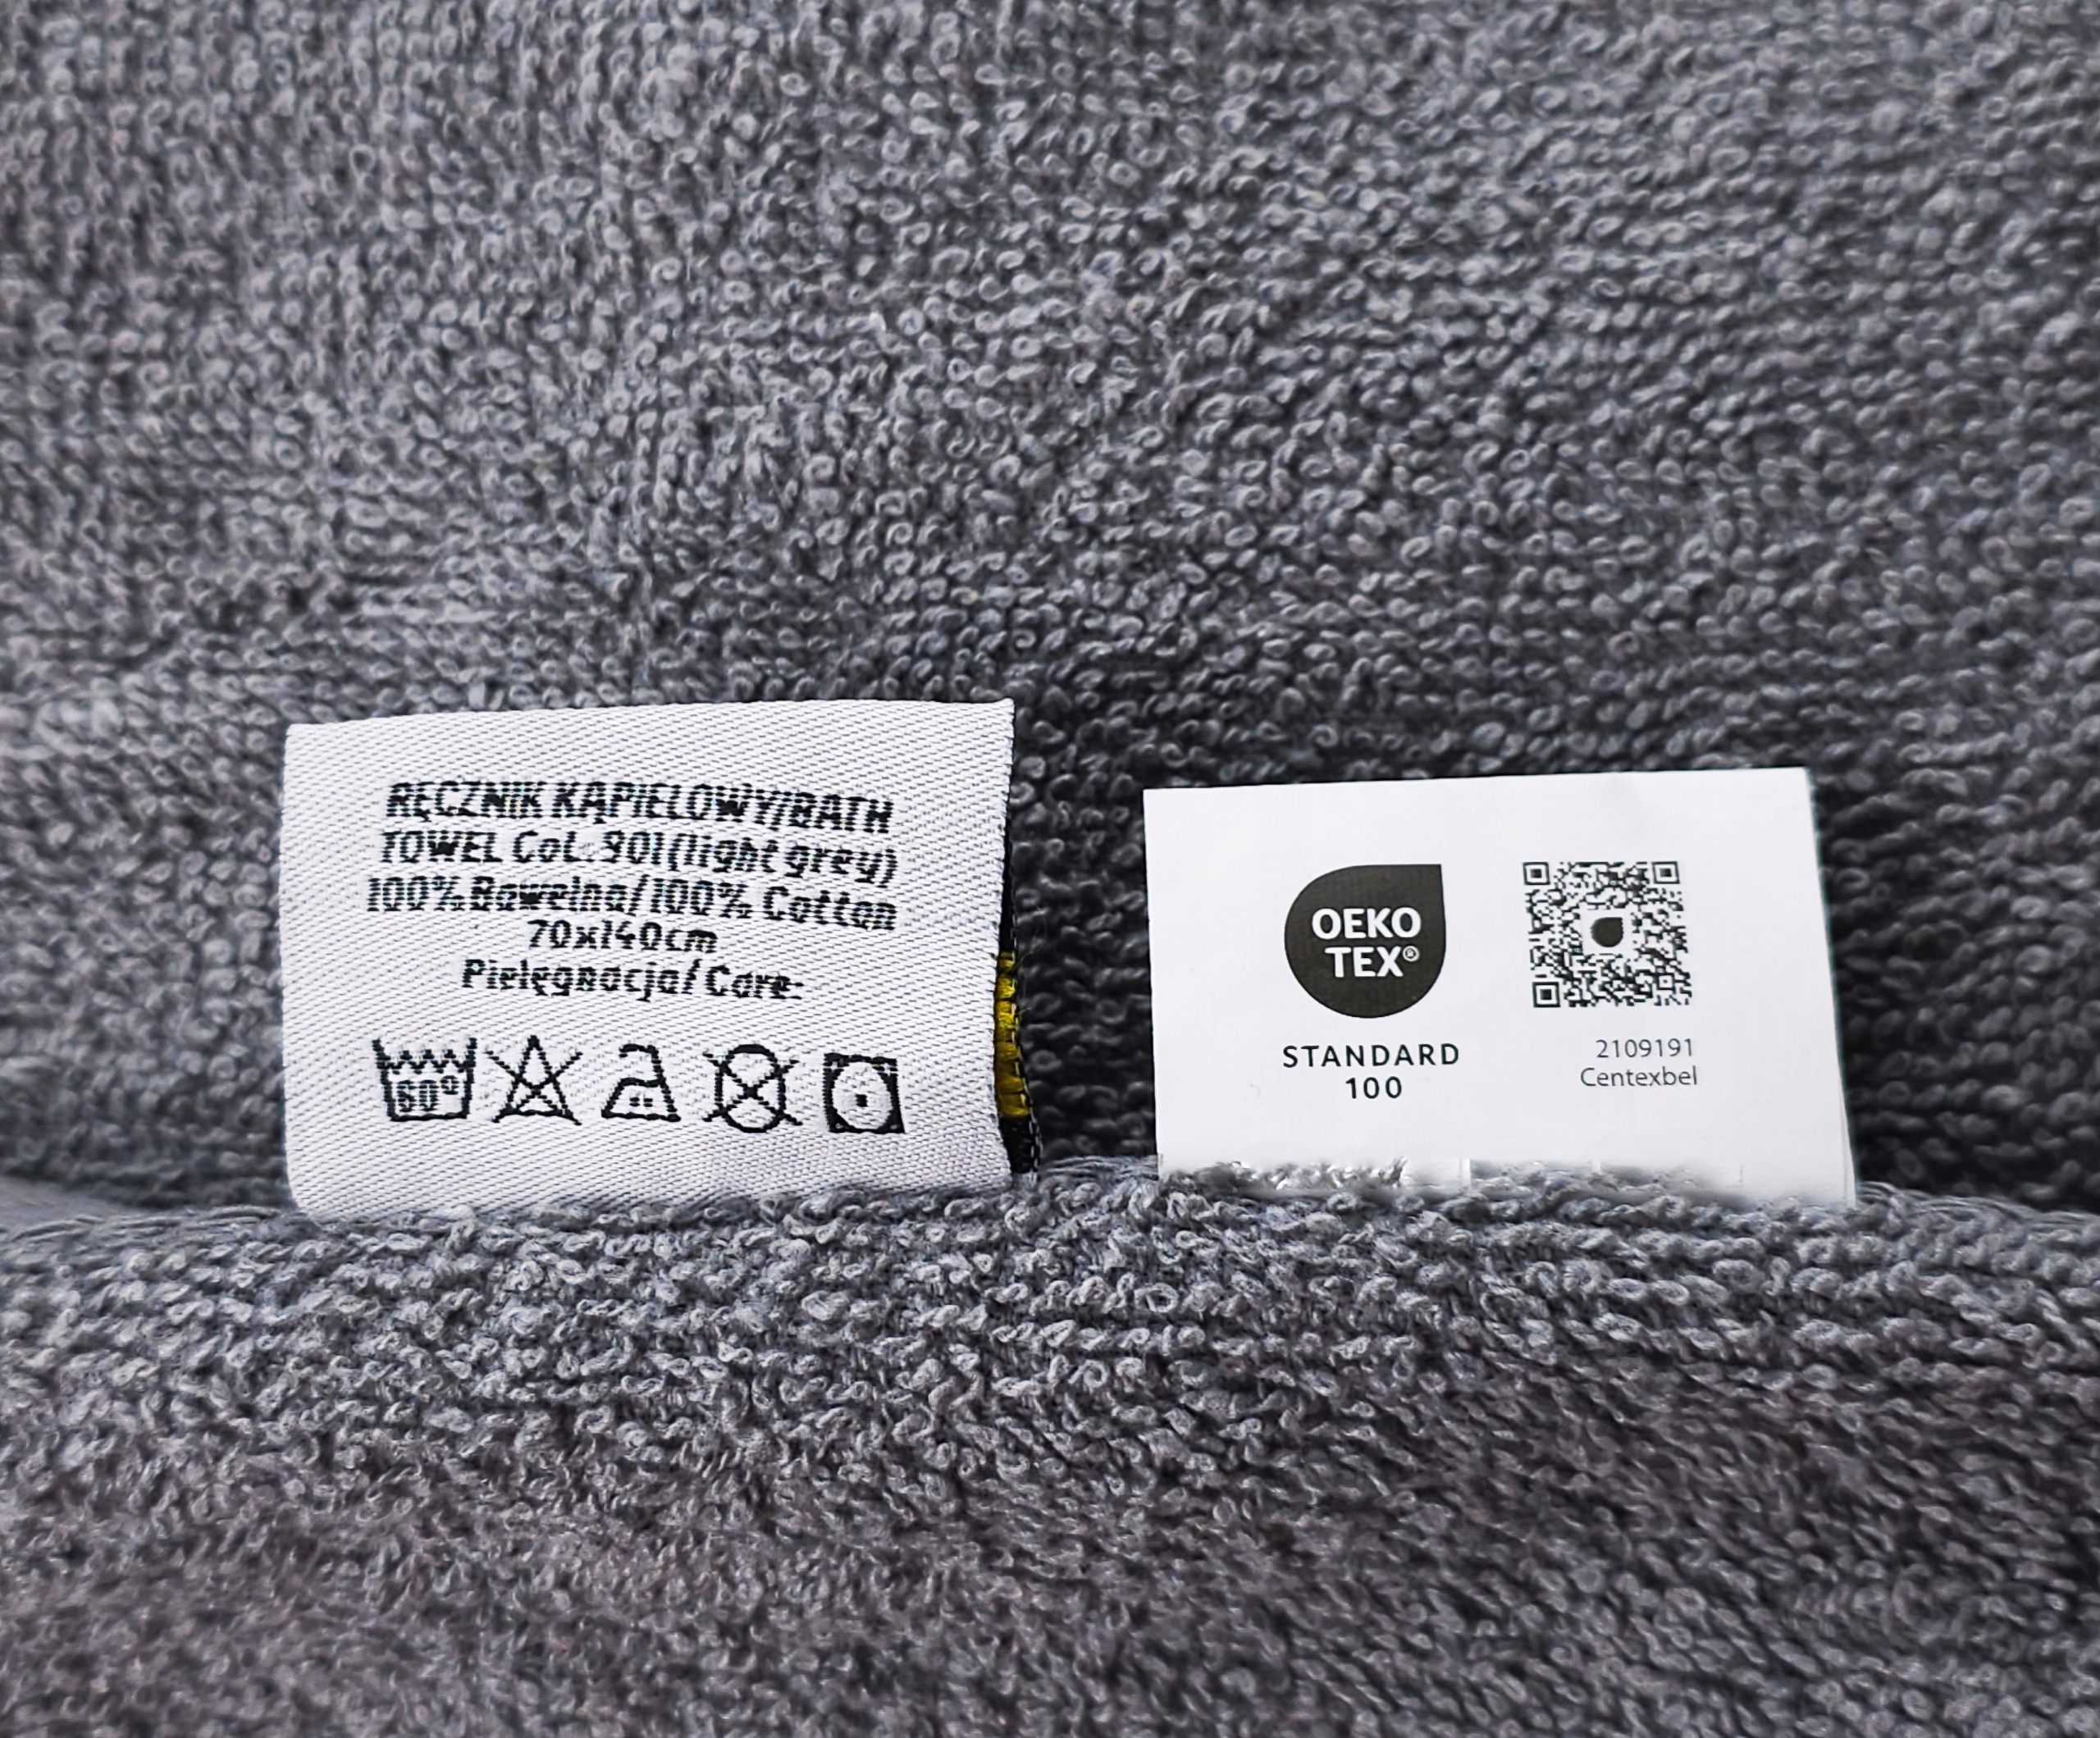 RĘCZNIK KĄPIELOWY/BATH
TOWEL CoL. 901(light grey)
100% Bawełna/100% Cotton
70x140cm
Pielęgnacja/ Care:
60°
OEKO
TEX®
STANDARD
100
2109191
Centexbel